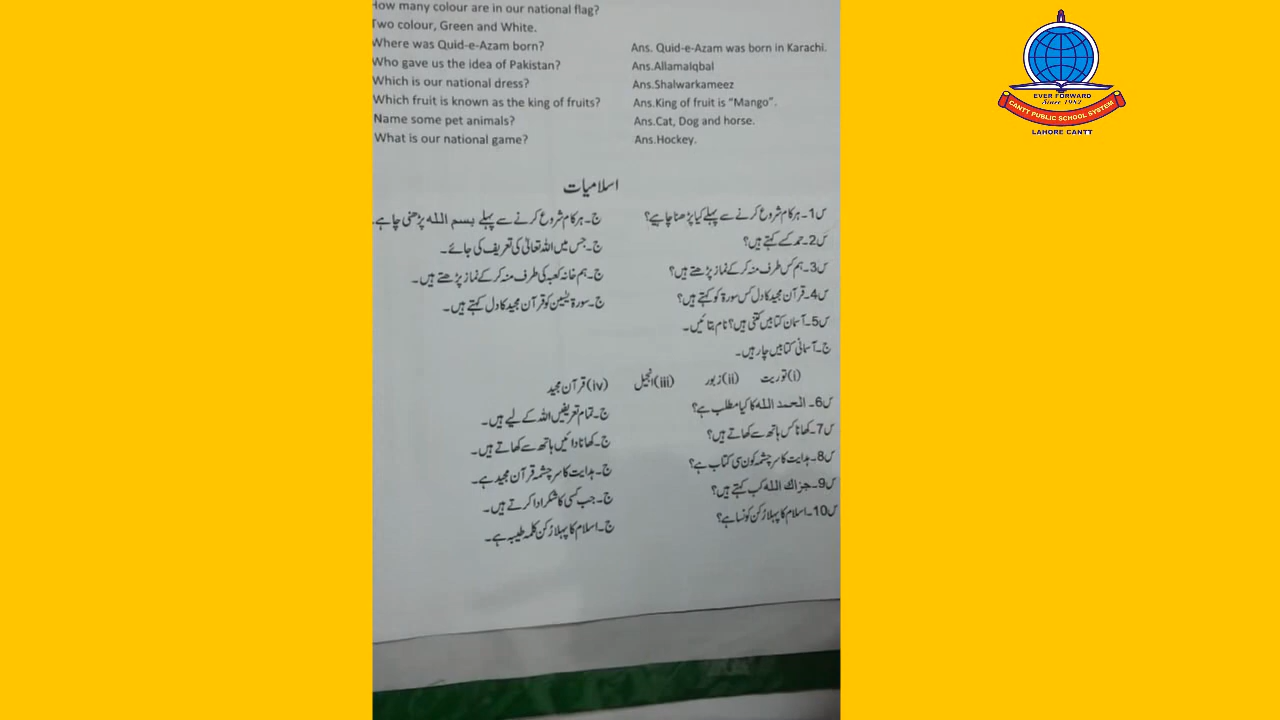 How many colour are in our national flag?
Two colour, Green and White.
Where was Quid-e-Azam born? Ans. Quid-e-Azam was born in Karachi.
Who gave us the idea of Pakistan? Ans.AllamaIqbal
Which is our national dress? Ans.Shalwarkameez
Which fruit is known as the king of fruits? Ans.King of fruit is “Mango”.
Name some pet animals? Ans.Cat, Dog and horse.
What is our national game? Ans.Hockey.
اسلامیات
س1۔ ہر کام شروع کرنے سے پہلے کیا پڑھنا چاہیے؟ ج۔ ہر کام شروع کرنے سے پہلے بسم اللہ پڑھنی چاہے۔
س2۔ حمد کسے کہتے ہیں؟ ج۔ جس میں اللہ تعالیٰ کی تعریف کی جائے۔
س3۔ ہم کس طرف منہ کر کے نماز پڑھتے ہیں؟ ج۔ ہم خانہ کعبہ کی طرف منہ کر کے نماز پڑھتے ہیں۔
س4۔ قرآن مجید کا دل کس سورۃ کو کہتے ہیں؟ ج۔ سورۃ یٰسین کو قرآن مجید کا دل کہتے ہیں۔
س5۔ آسمان کتابیں کتنی ہیں؟ نام بتائیں۔
ج۔ آسمانی کتابیں چار ہیں۔
(i) توریت (ii) زبور (iii) انجیل (iv) قرآن مجید
س6۔ الحمد اللہ کا کیا مطلب ہے؟ ج۔ تمام تعریفیں اللہ کے لیے ہیں۔
س7۔ کھانا کس ہاتھ سے کھاتے ہیں؟ ج۔ کھانا دائیں ہاتھ سے کھاتے ہیں۔
س8۔ ہدایت کا سرچشمہ کون سی کتاب ہے؟ ج۔ ہدایت کا سرچشمہ قرآن مجید ہے۔
س9۔ جزاك اللہ کب کہتے ہیں؟ ج۔ جب کسی کا شکر ادا کرتے ہیں۔
س10۔ اسلام کا پہلا رُکن کونسا ہے؟ ج۔ اسلام کا پہلا رُکن کلمہ طیبہ ہے۔
EVER FORWARD
Since 1982
CANTT PUBLIC SCHOOL SYSTEM
LAHORE CANTT